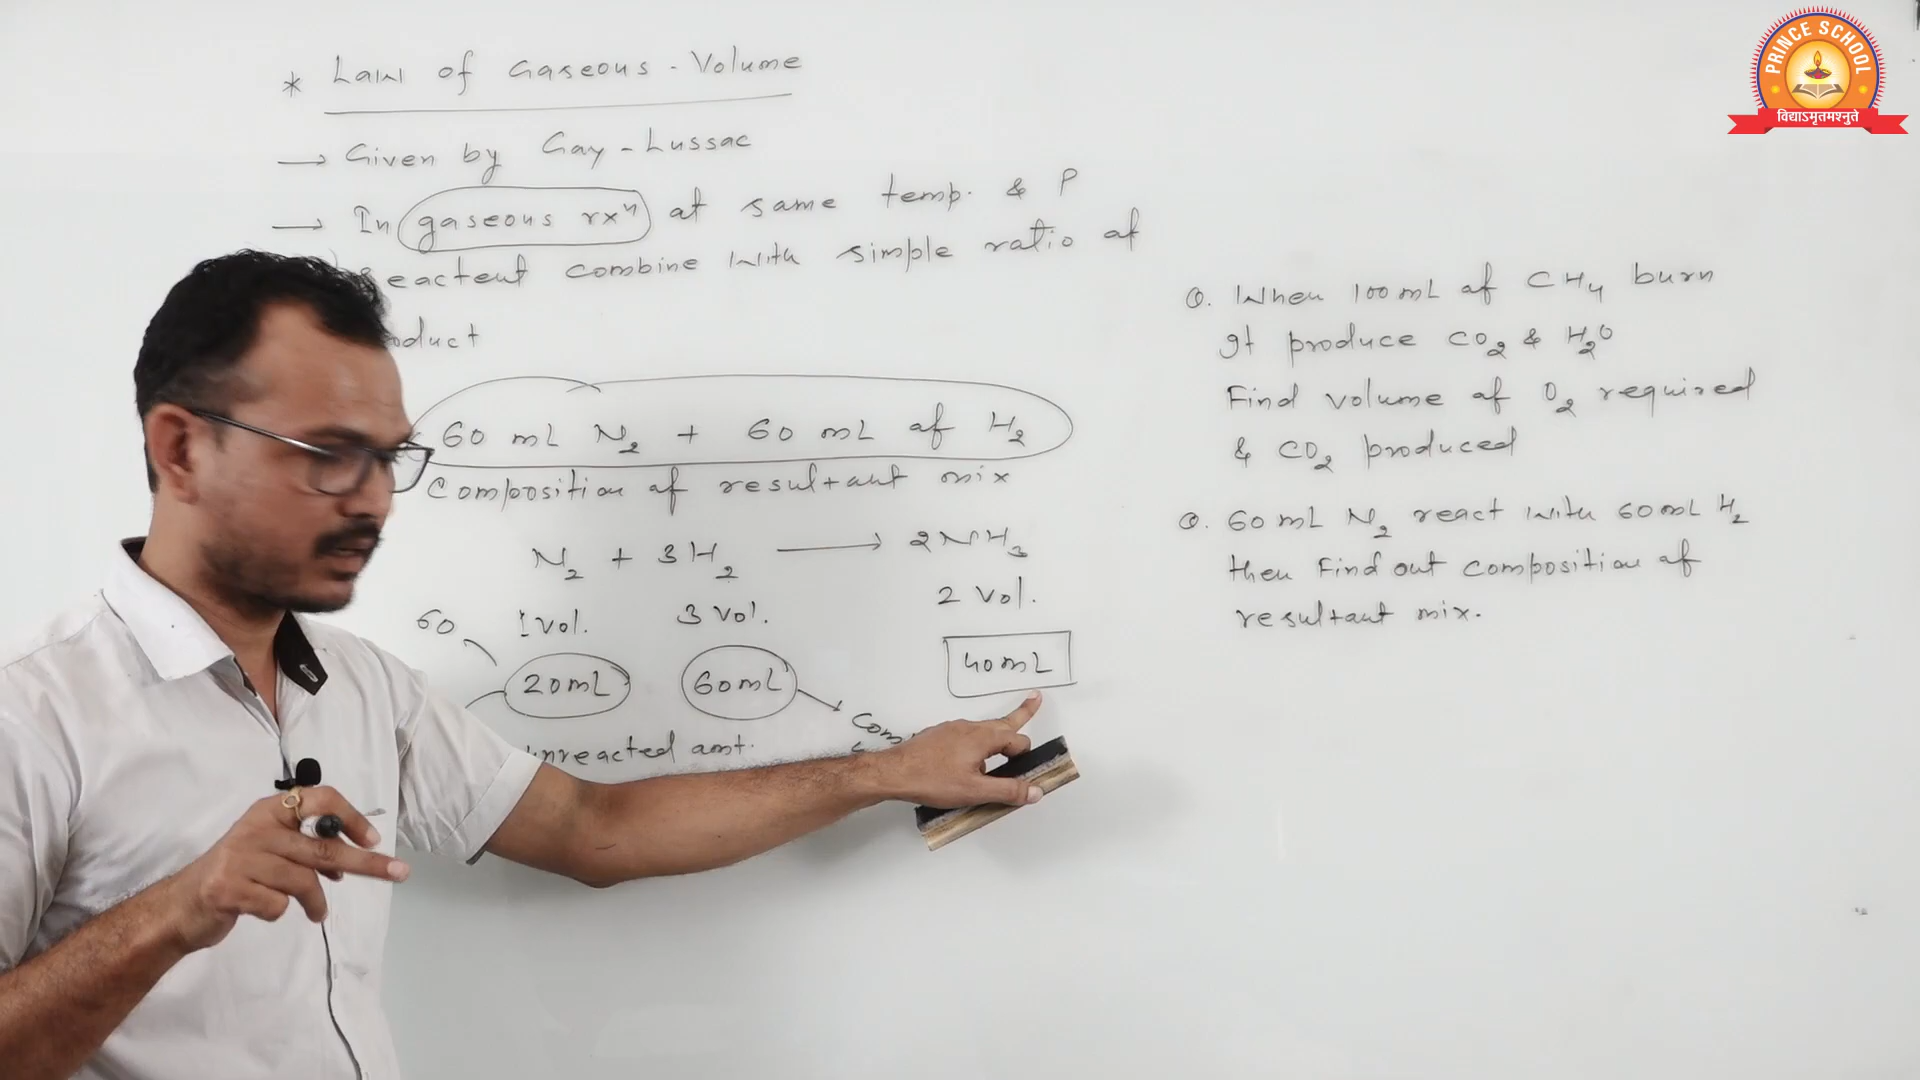 * Law of Gaseous - Volume
→ Given by Gay - Lussac
→ In gaseous rxⁿ at same temp. & P
reactent combine with simple ratio of
oduct
60 mL N₂ + 60 mL of H₂
Composition of resultant mix
N₂ + 3H₂ → 2NH₃
60 1 Vol. 3 Vol. 2 Vol.
20mL 60mL 40mL
unreacted amt.
Q. When 100 mL of CH₄ burn
It produce CO₂ & H₂O
Find volume of O₂ required
& CO₂ produced
Q. 60 mL N₂ react with 60 mL H₂
then Find out composition of
resultant mix.
PRINCE SCHOOL
विद्याऽमृतमश्नुते